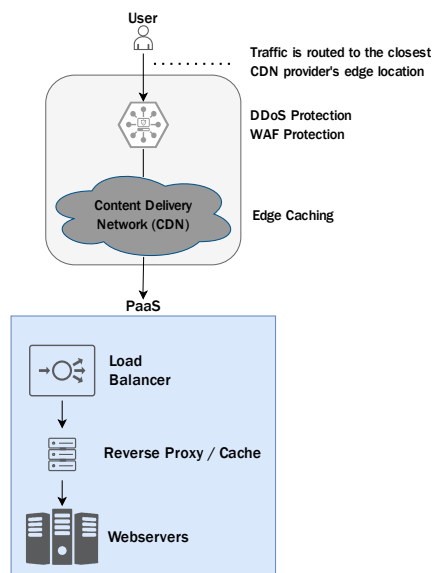 User
Traffic is routed to the closest
CDN provider's edge location
DDoS Protection
WAF Protection
Content Delivery
Network (CDN)
Edge Caching
PaaS
Load
Balancer
Reverse Proxy / Cache
Webservers